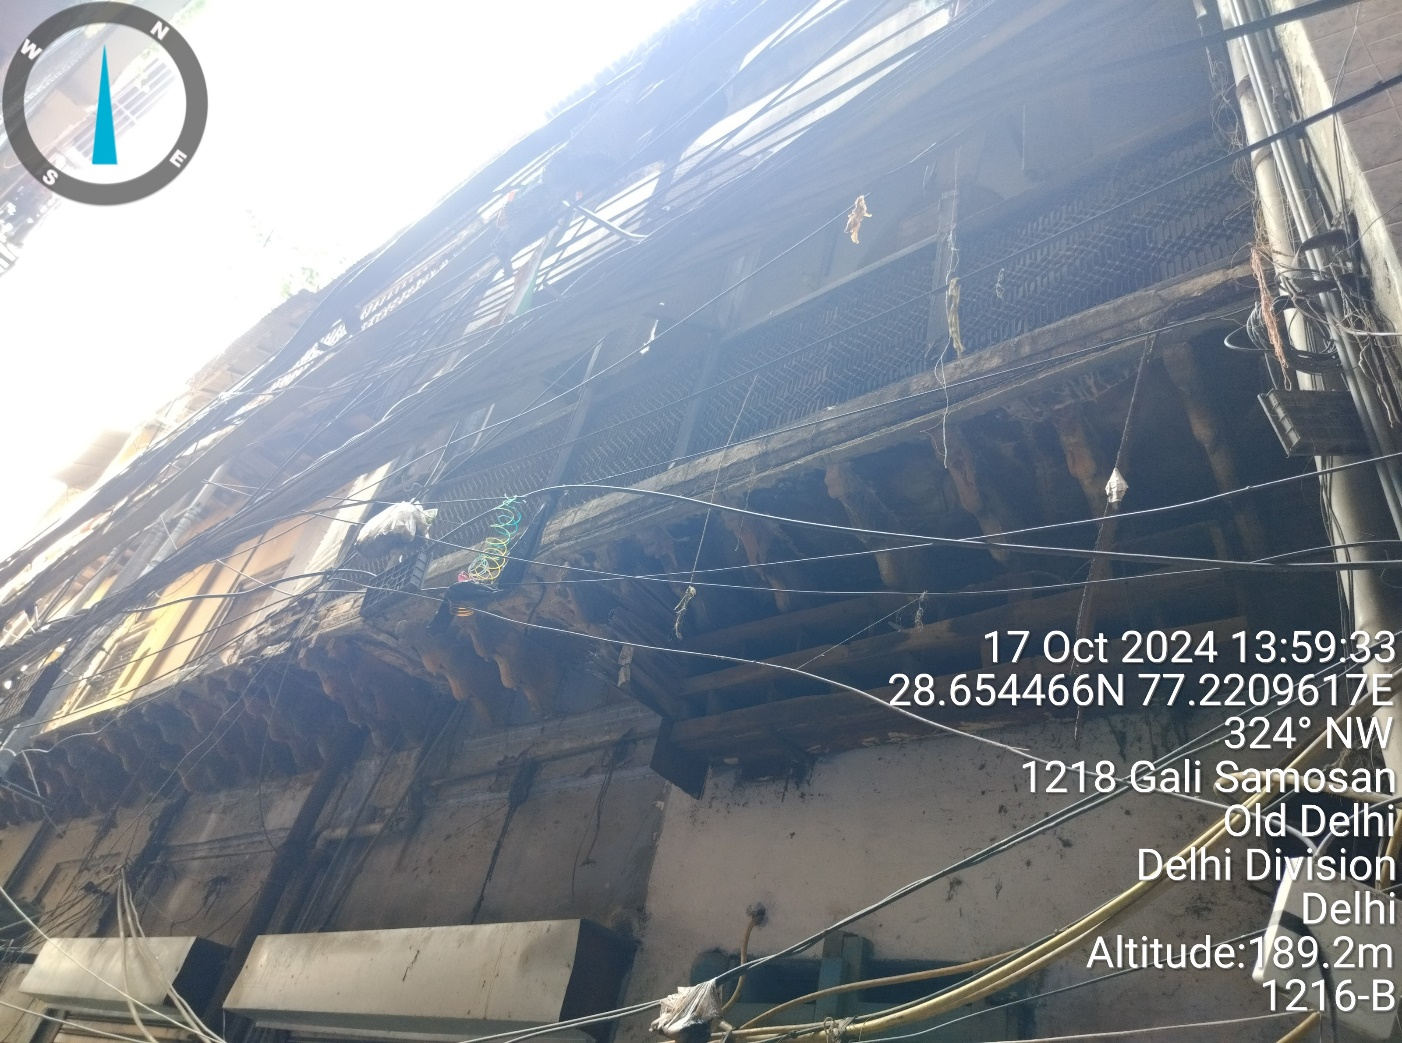 N
W
E
S
17 Oct 2024 13:59:33
28.654466N 77.2209617E
324° NW
1218 Gali Samosan
Old Delhi
Delhi Division
Delhi
Altitude:189.2m
1216-B